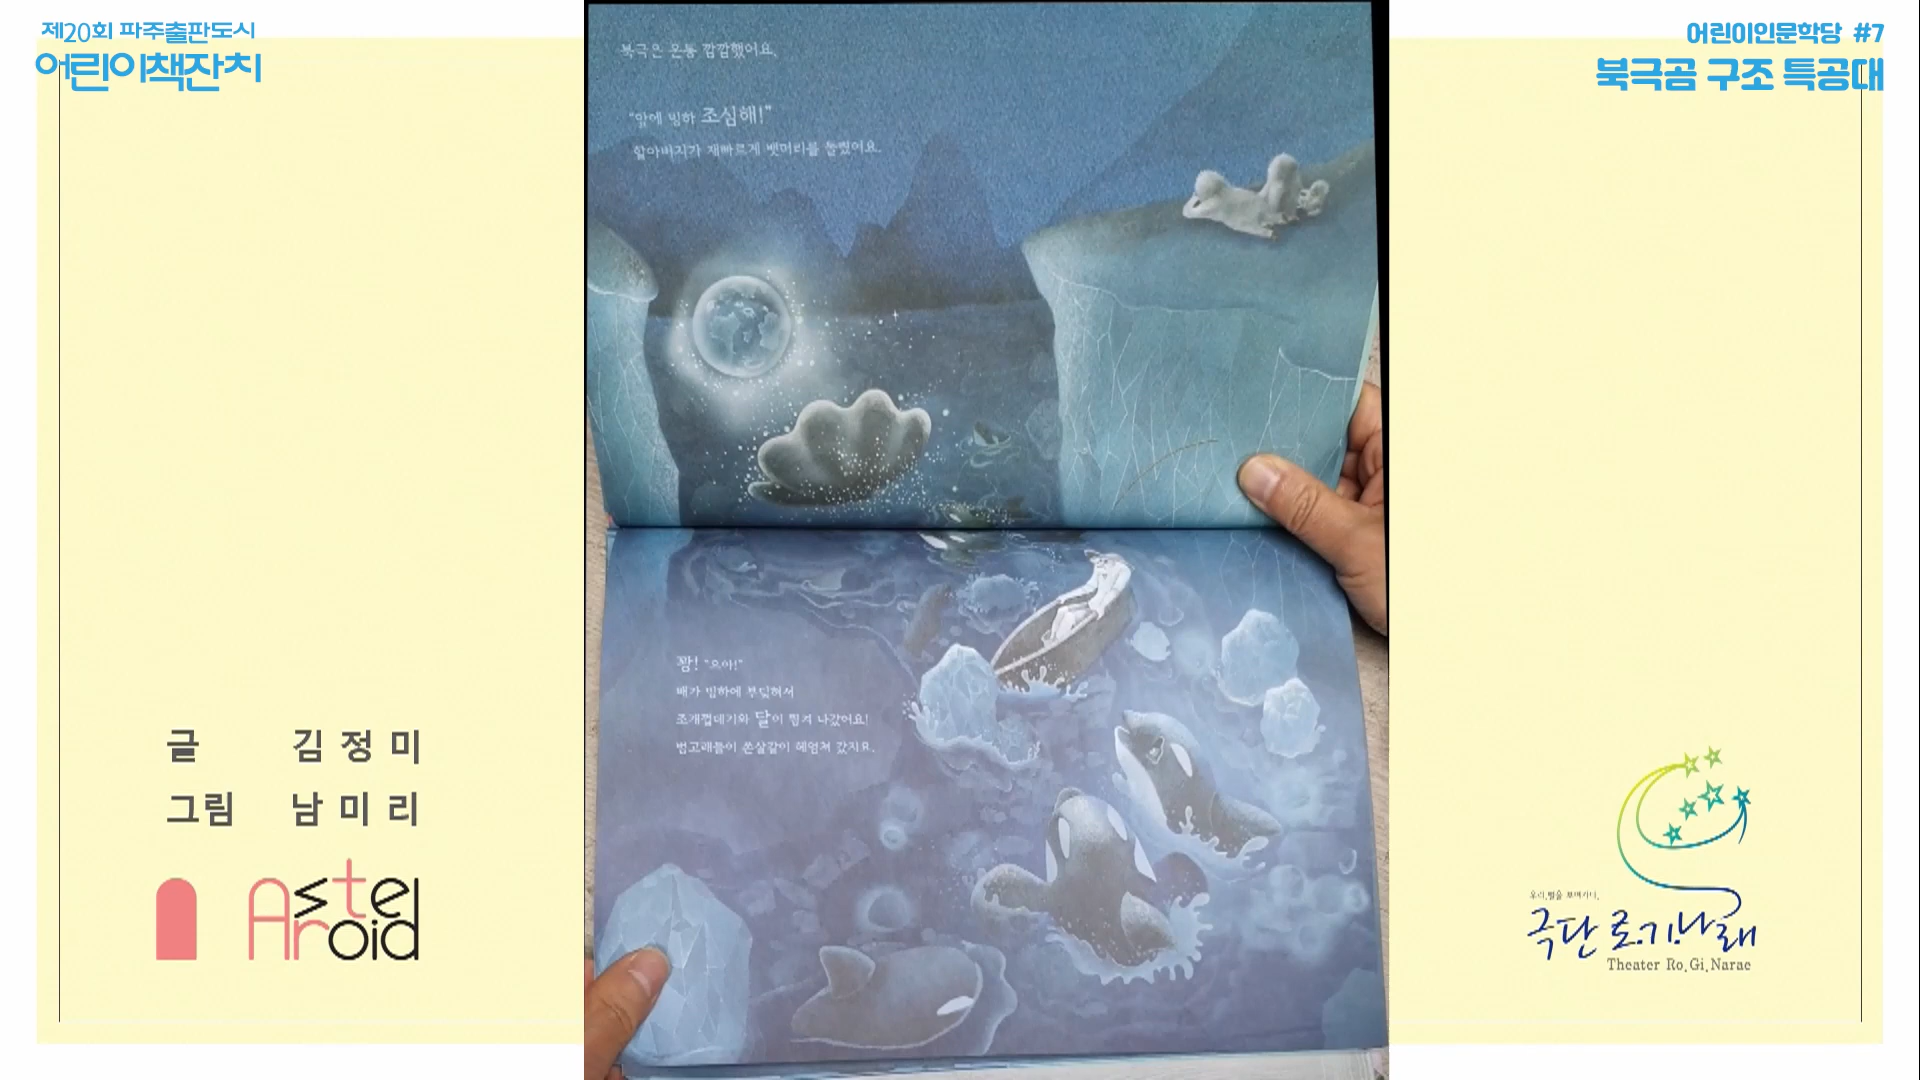 제20회 파주출판도시
어린이책잔치
어린이인문학당 #7
북극곰 구조 특공대
북극은 온통 깜깜했어요.
"앞에 빙하 조심해!"
할아버지가 재빠르게 뱃머리를 돌렸어요.
꽝! "으아!"
배가 빙하에 부딪혀서
조개껍데기와 달이 튕겨 나갔어요!
범고래들이 쏜살같이 헤엄쳐 갔지요.
글 김정미
그림 남미리
Astel
Aroid
극단 로.기.나래
Theater Ro.Gi.Narae